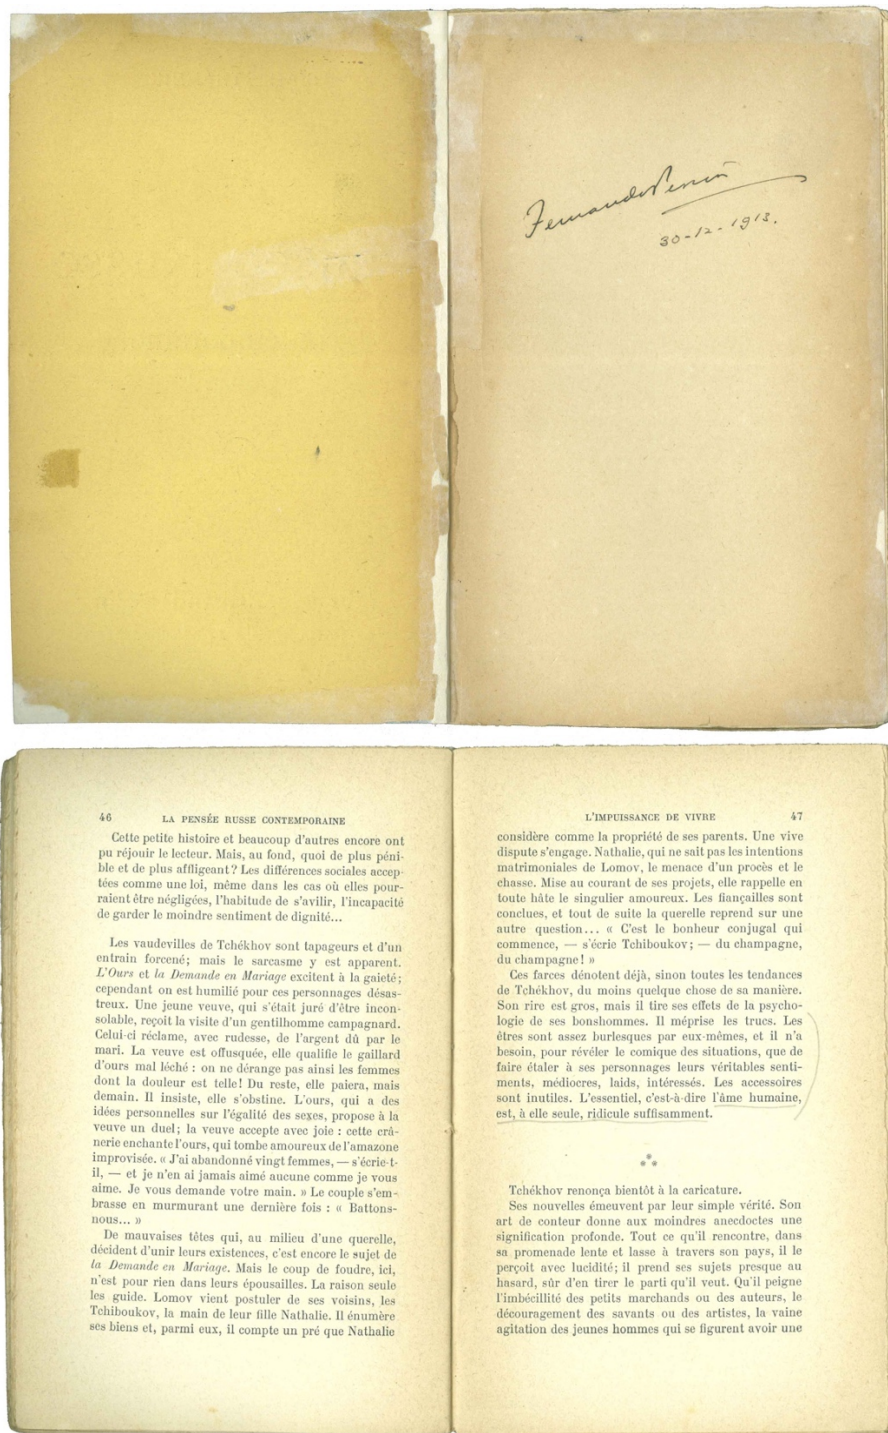 Fernando Pessoa
30-12-1913.
46 LA PENSÉE RUSSE CONTEMPORAINE
Cette petite histoire et beaucoup d'autres encore ont
pu réjouir le lecteur. Mais, au fond, quoi de plus péni-
ble et de plus affligeant? Les différences sociales accep-
tées comme une loi, même dans les cas où elles pour-
raient être négligées, l'habitude de s'avilir, l'incapacité
de garder le moindre sentiment de dignité...
Les vaudevilles de Tchékhov sont tapageurs et d'un
entrain forcené; mais le sarcasme y est apparent.
L'Ours et la Demande en Mariage excitent à la gaieté;
cependant on est humilié pour ces personnages désas-
treux. Une jeune veuve, qui s'était juré d'être incon-
solable, reçoit la visite d'un gentilhomme campagnard.
Celui-ci réclame, avec rudesse, de l'argent dû par le
mari. La veuve est offusquée, elle qualifie le gaillard
d'ours mal léché : on ne dérange pas ainsi les femmes
dont la douleur est telle! Du reste, elle paiera, mais
demain. Il insiste, elle s'obstine. L'ours, qui a des
idées personnelles sur l'égalité des sexes, propose à la
veuve un duel; la veuve accepte avec joie : cette crâ-
nerie enchante l'ours, qui tombe amoureux de l'amazone
improvisée. « J'ai abandonné vingt femmes, — s'écrie-t-
il, — et je n'en ai jamais aimé aucune comme je vous
aime. Je vous demande votre main. » Le couple s'em-
brasse en murmurant une dernière fois : « Battons-
nous... »
De mauvaises têtes qui, au milieu d'une querelle,
décident d'unir leurs existences, c'est encore le sujet de
la Demande en Mariage. Mais le coup de foudre, ici,
n'est pour rien dans leurs épousailles. La raison seule
les guide. Lomov vient postuler de ses voisins, les
Tchiboukov, la main de leur fille Nathalie. Il énumère
ses biens et, parmi eux, il compte un pré que Nathalie
L'IMPUISSANCE DE VIVRE 47
considère comme la propriété de ses parents. Une vive
dispute s'engage. Nathalie, qui ne sait pas les intentions
matrimoniales de Lomov, le menace d'un procès et le
chasse. Mise au courant de ses projets, elle rappelle en
toute hâte le singulier amoureux. Les fiançailles sont
conclues, et tout de suite la querelle reprend sur une
autre question... « C'est le bonheur conjugal qui
commence, — s'écrie Tchiboukov; — du champagne,
du champagne! »
Ces farces dénotent déjà, sinon toutes les tendances
de Tchékhov, du moins quelque chose de sa manière.
Son rire est gros, mais il tire ses effets de la psycho-
logie de ses bonshommes. Il méprise les trucs. Les
êtres sont assez burlesques par eux-mêmes, et il n'a
besoin, pour révéler le comique des situations, que de
faire étaler à ses personnages leurs véritables senti-
ments, médiocres, laids, intéressés. Les accessoires
sont inutiles. L'essentiel, c'est-à-dire l'âme humaine,
est, à elle seule, ridicule suffisamment.
Tchékhov renonça bientôt à la caricature.
Ses nouvelles émeuvent par leur simple vérité. Son
art de conteur donne aux moindres anecdotes une
signification profonde. Tout ce qu'il rencontre, dans
sa promenade lente et lasse à travers son pays, il le
perçoit avec lucidité; il prend ses sujets presque au
hasard, sûr d'en tirer le parti qu'il veut. Qu'il peigne
l'imbécillité des petits marchands ou des auteurs, le
découragement des savants ou des artistes, la vaine
agitation des jeunes hommes qui se figurent avoir une